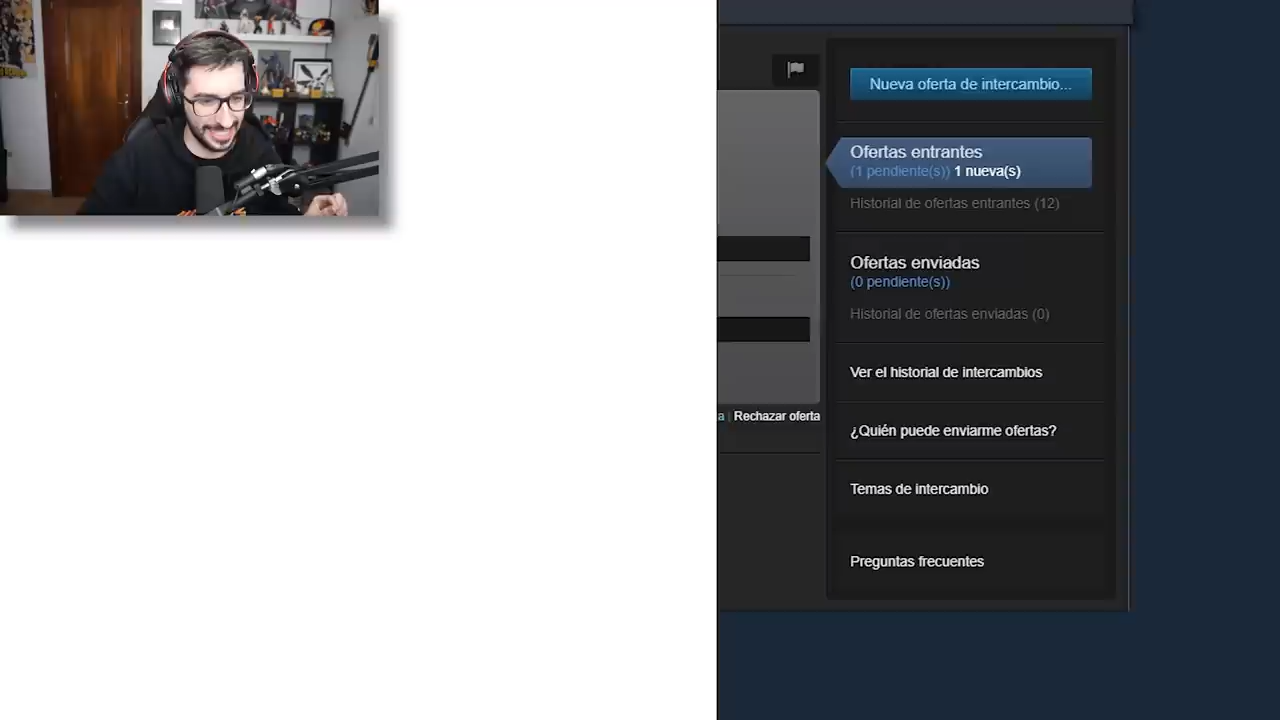 Nueva oferta de intercambio...
Ofertas entrantes
(1 pendiente(s)) 1 nueva(s)
Historial de ofertas entrantes (12)
Ofertas enviadas
(0 pendiente(s))
Historial de ofertas enviadas (0)
Ver el historial de intercambios
a | Rechazar oferta
¿Quién puede enviarme ofertas?
Temas de intercambio
Preguntas frecuentes